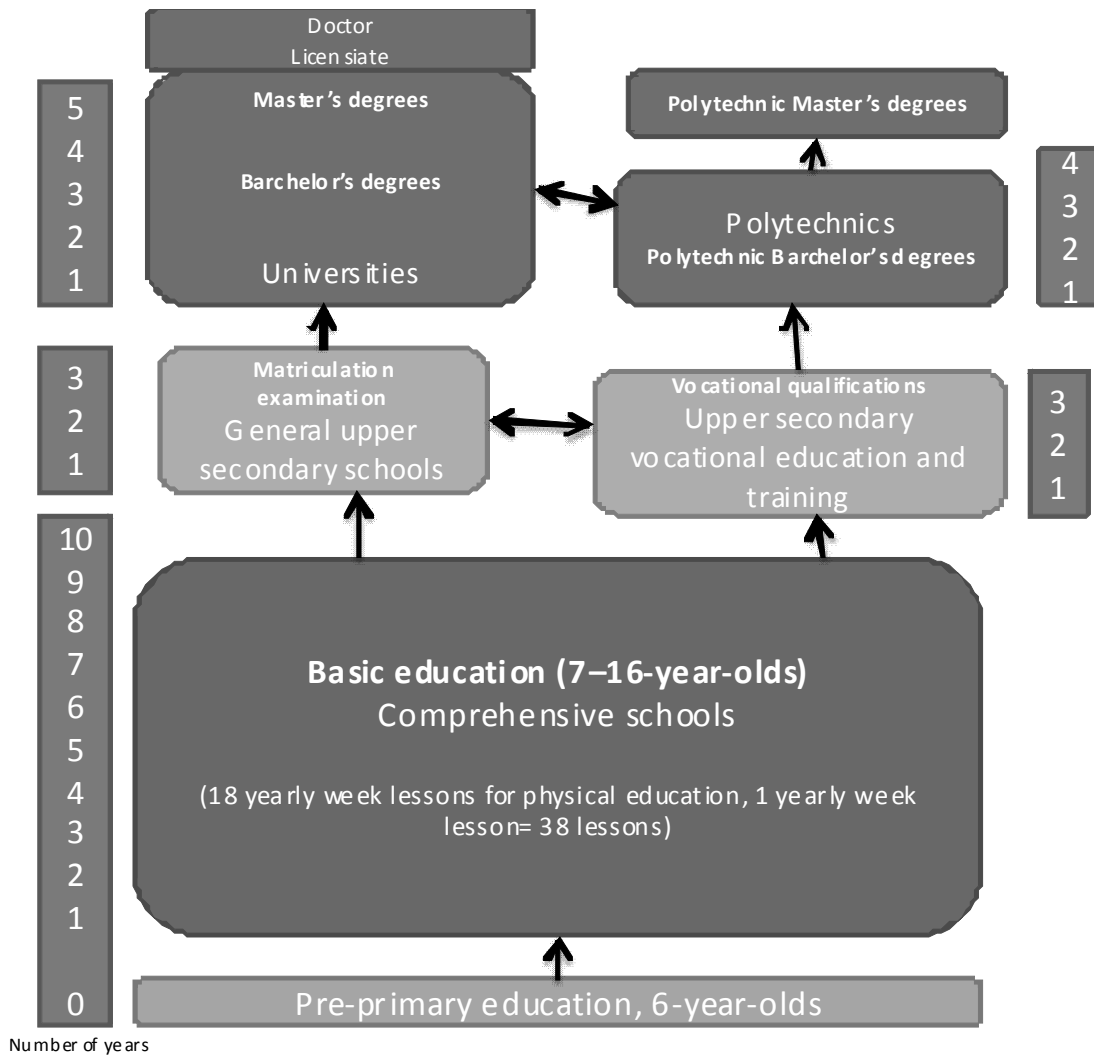 Doctor
Licensiate
5
4
3
2
1
Master's degrees
Barchelor's degrees
Universities
Polytechnic Master's degrees
Polytechnics
Polytechnic Barchelor's degrees
4
3
2
1
3
2
1
Matriculation
examination
General upper
secondary schools
Vocational qualifications
Upper secondary
vocational education and
training
3
2
1
10
9
8
7
6
5
4
3
2
1
0
Basic education (7–16-year-olds)
Comprehensive schools
(18 yearly week lessons for physical education, 1 yearly week
lesson= 38 lessons)
Pre-primary education, 6-year-olds
Number of years